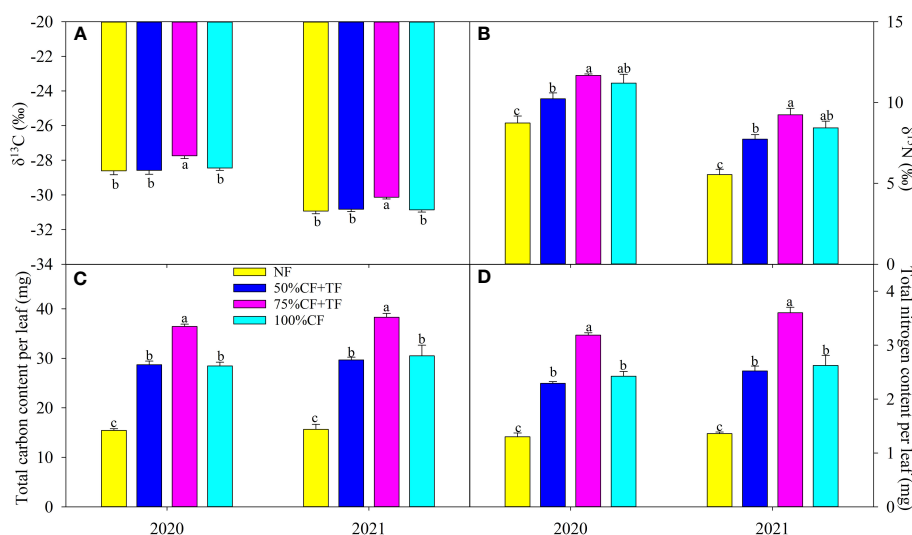 A
δ13C (‰)
-20
-22
-24
-26
-28
-30
-32
-34
b b a b
b b a b
B
15
10
5
0
δ15N (‰)
c b a ab
c b a ab
C
Total carbon content per leaf (mg)
40
30
20
10
0
NF
50%CF+TF
75%CF+TF
100%CF
c b a b
c b a b
2020 2021
D
4
3
2
1
0
Total nitrogen content per leaf (mg)
c b a b
c b a b
2020 2021